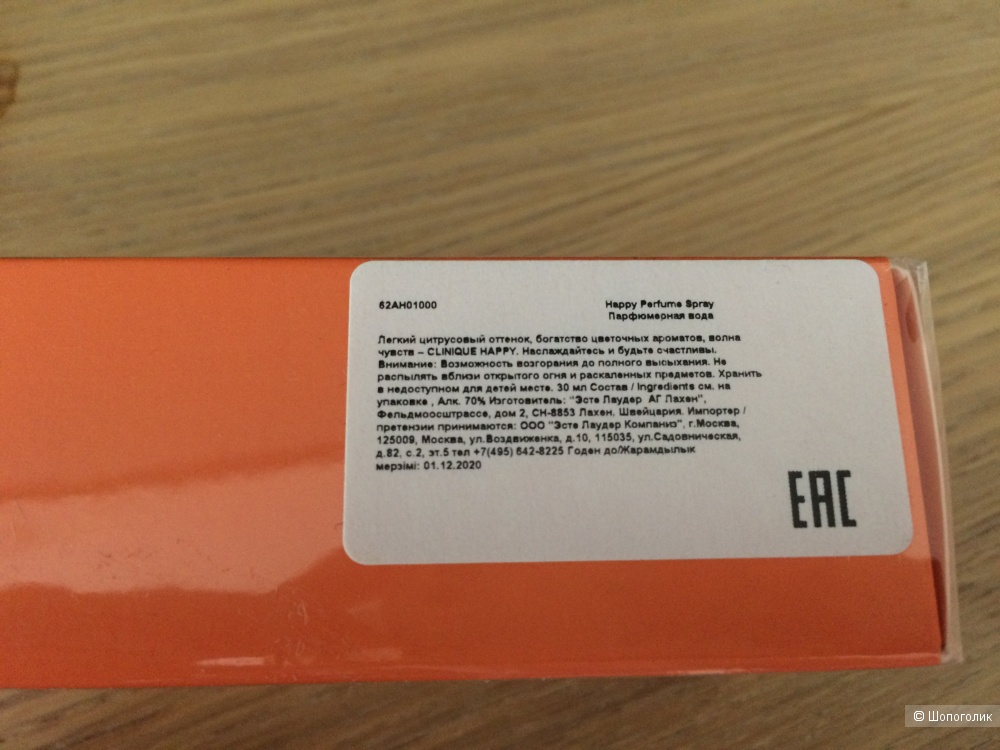 62AH01000
Happy Perfume Spray
Парфюмерная вода
Легкий цитрусовый оттенок, богатство цветочных ароматов, волна
чувств – CLINIQUE HAPPY. Наслаждайтесь и будьте счастливы.
Внимание: Возможность возгорания до полного высыхания. Не
распылять вблизи открытого огня и раскаленных предметов. Хранить
в недоступном для детей месте. 30 мл Состав / Ingredients см. на
упаковке , Алк. 70% Изготовитель: "Эсте Лаудер АГ Лахен",
Фельдмоосштрассе, дом 2, CH-8853 Лахен. Швейцария. Импортер /
претензии принимаются: ООО "Эсте Лаудер Компаниз", г.Москва,
125009, Москва, ул.Воздвиженка, д.10, 115035, ул.Садовническая,
д.82, с.2, эт.5 тел +7(495) 642-8225 Годен до/Жарамдылык
мерзімі: 01.12.2020
EAC
© Шопоголик